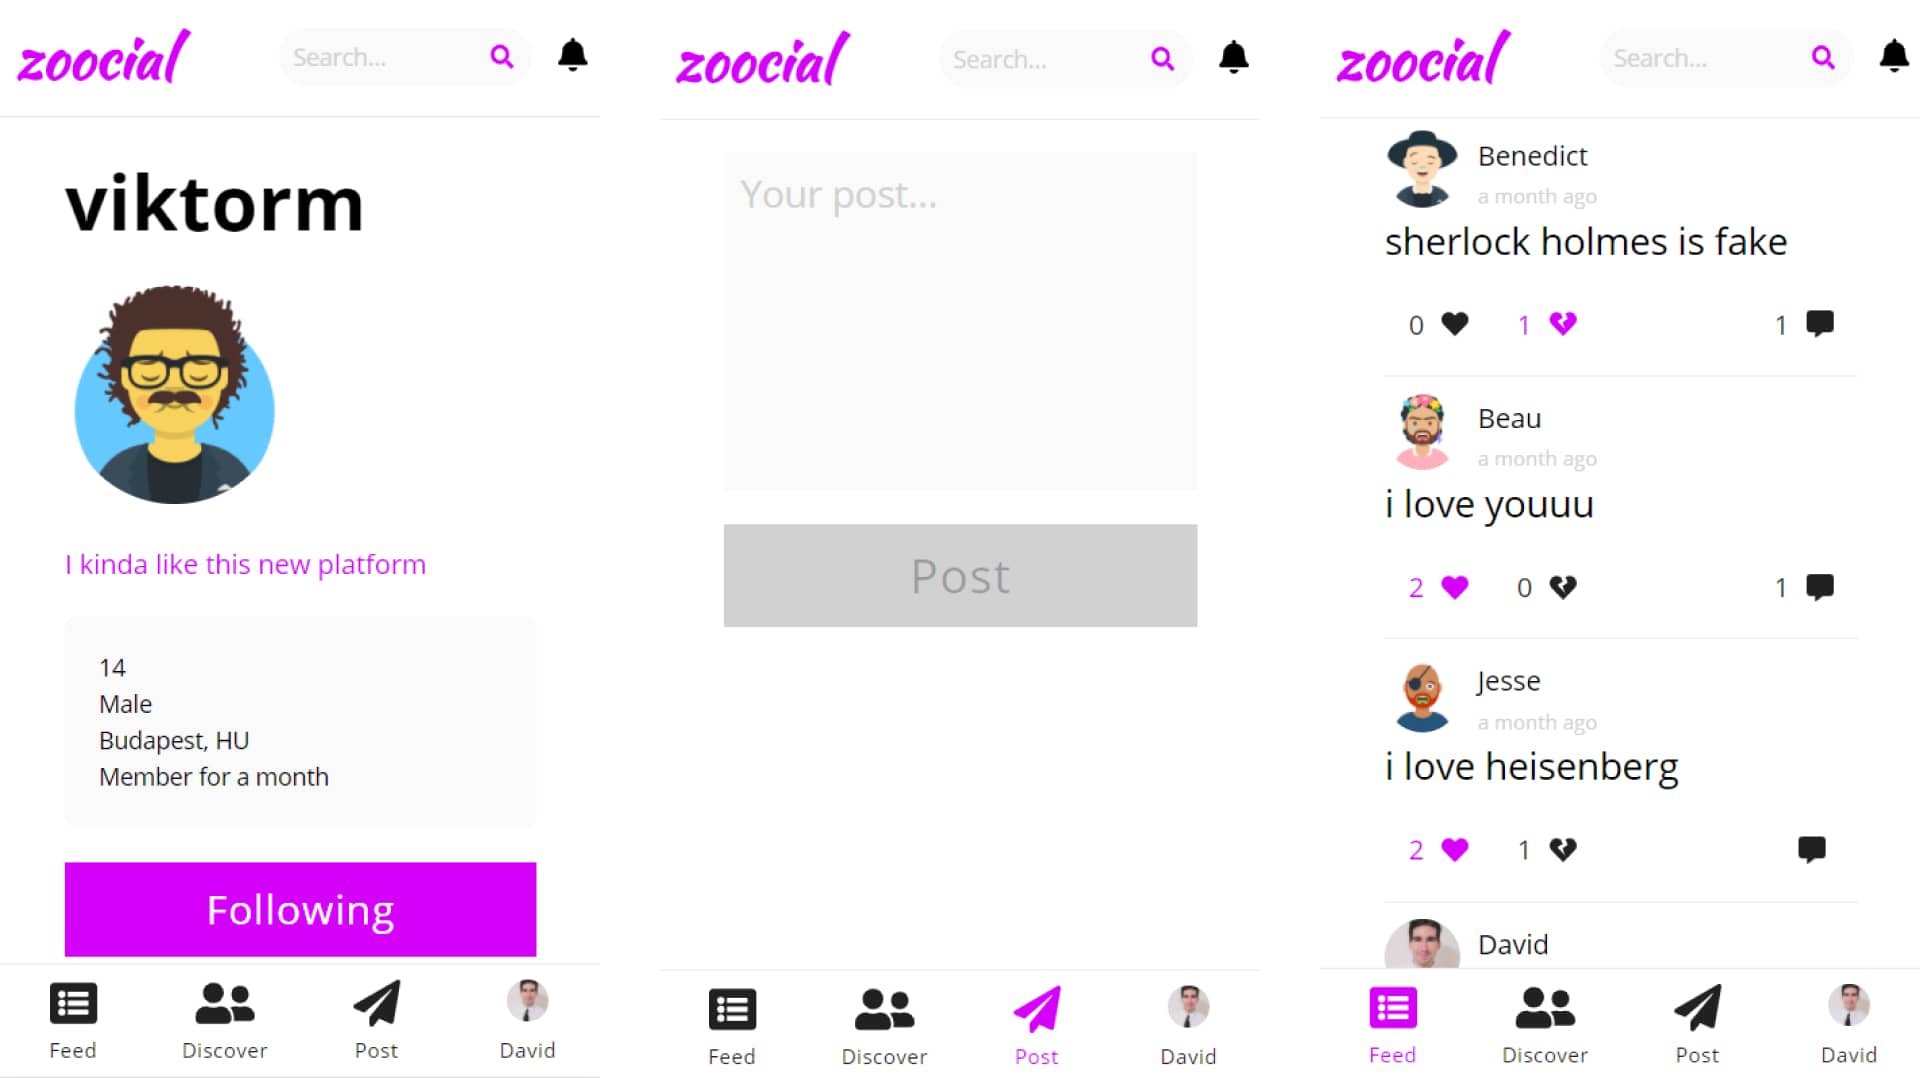 zoocial
Search...
viktorm
I kinda like this new platform
14
Male
Budapest, HU
Member for a month
Following
Feed
Discover
Post
David
zoocial
Search...
Your post...
Post
Feed
Discover
Post
David
zoocial
Search...
Benedict
a month ago
sherlock holmes is fake
0
1
1
Beau
a month ago
i love youuu
2
0
1
Jesse
a month ago
i love heisenberg
2
1
David
Feed
Discover
Post
David